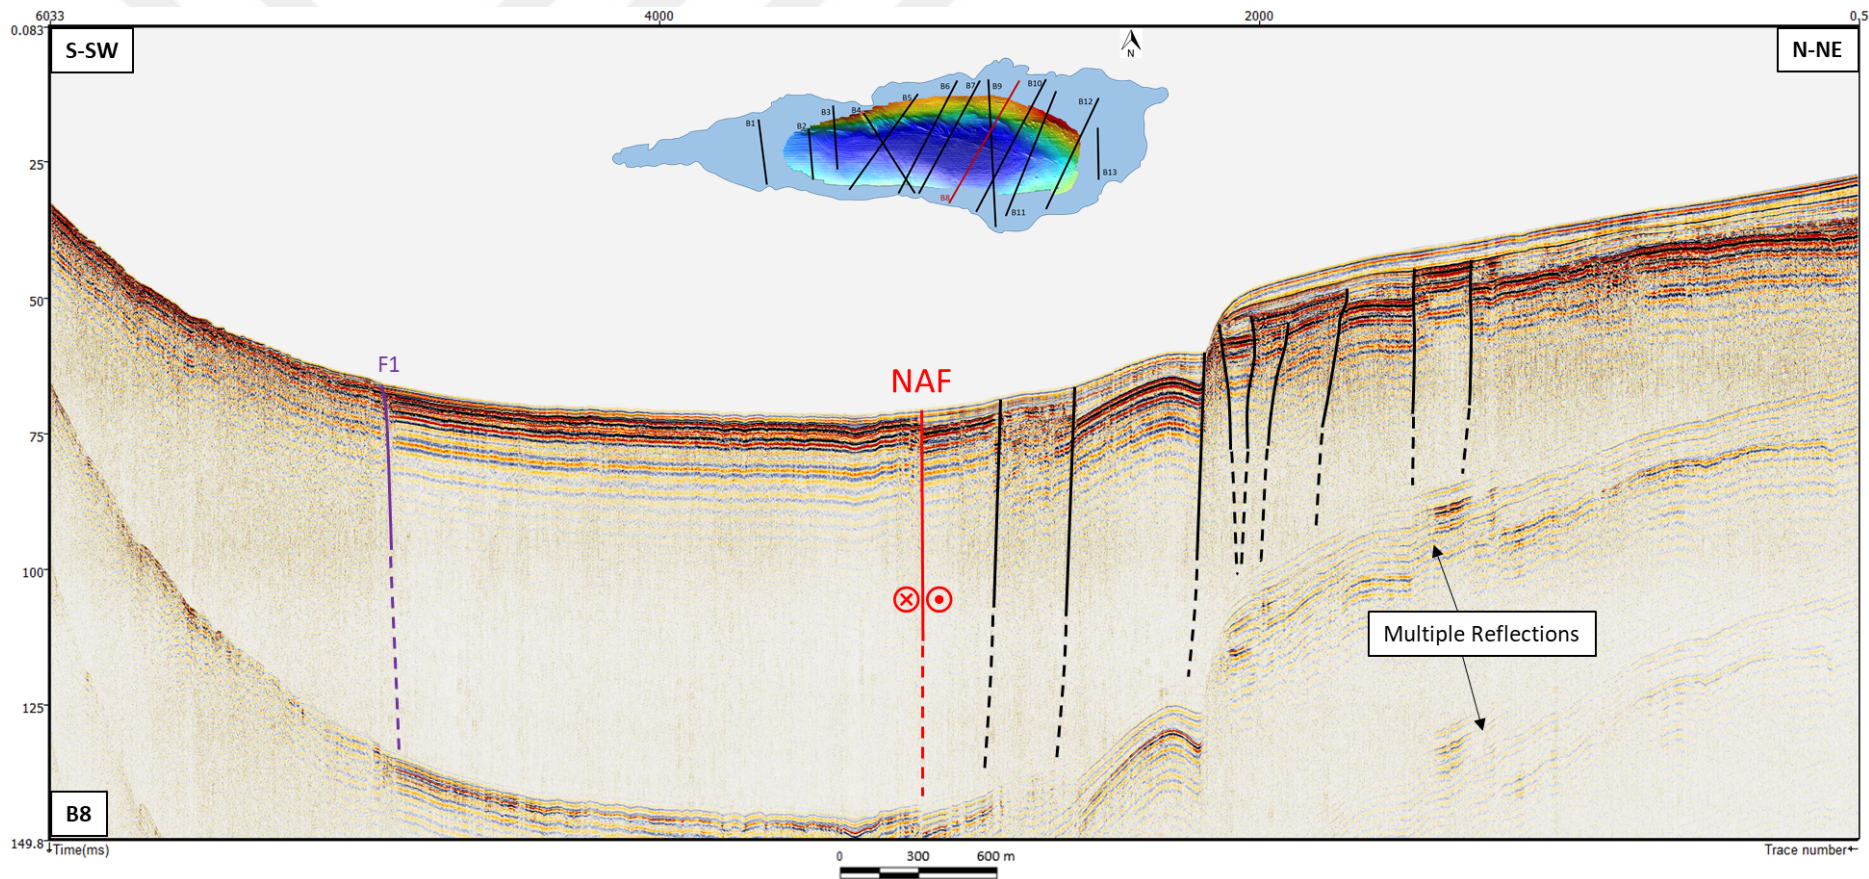 6033
4000
2000
0.5
0.083
S-SW
N-NE
N
B1
B2
B3
B4
B5
B6
B7
B9
B10
B12
B13
B8
B11
25
50
F1
NAF
75
100
Multiple Reflections
125
B8
149.8
Time(ms)
Trace number
0 300 600 m